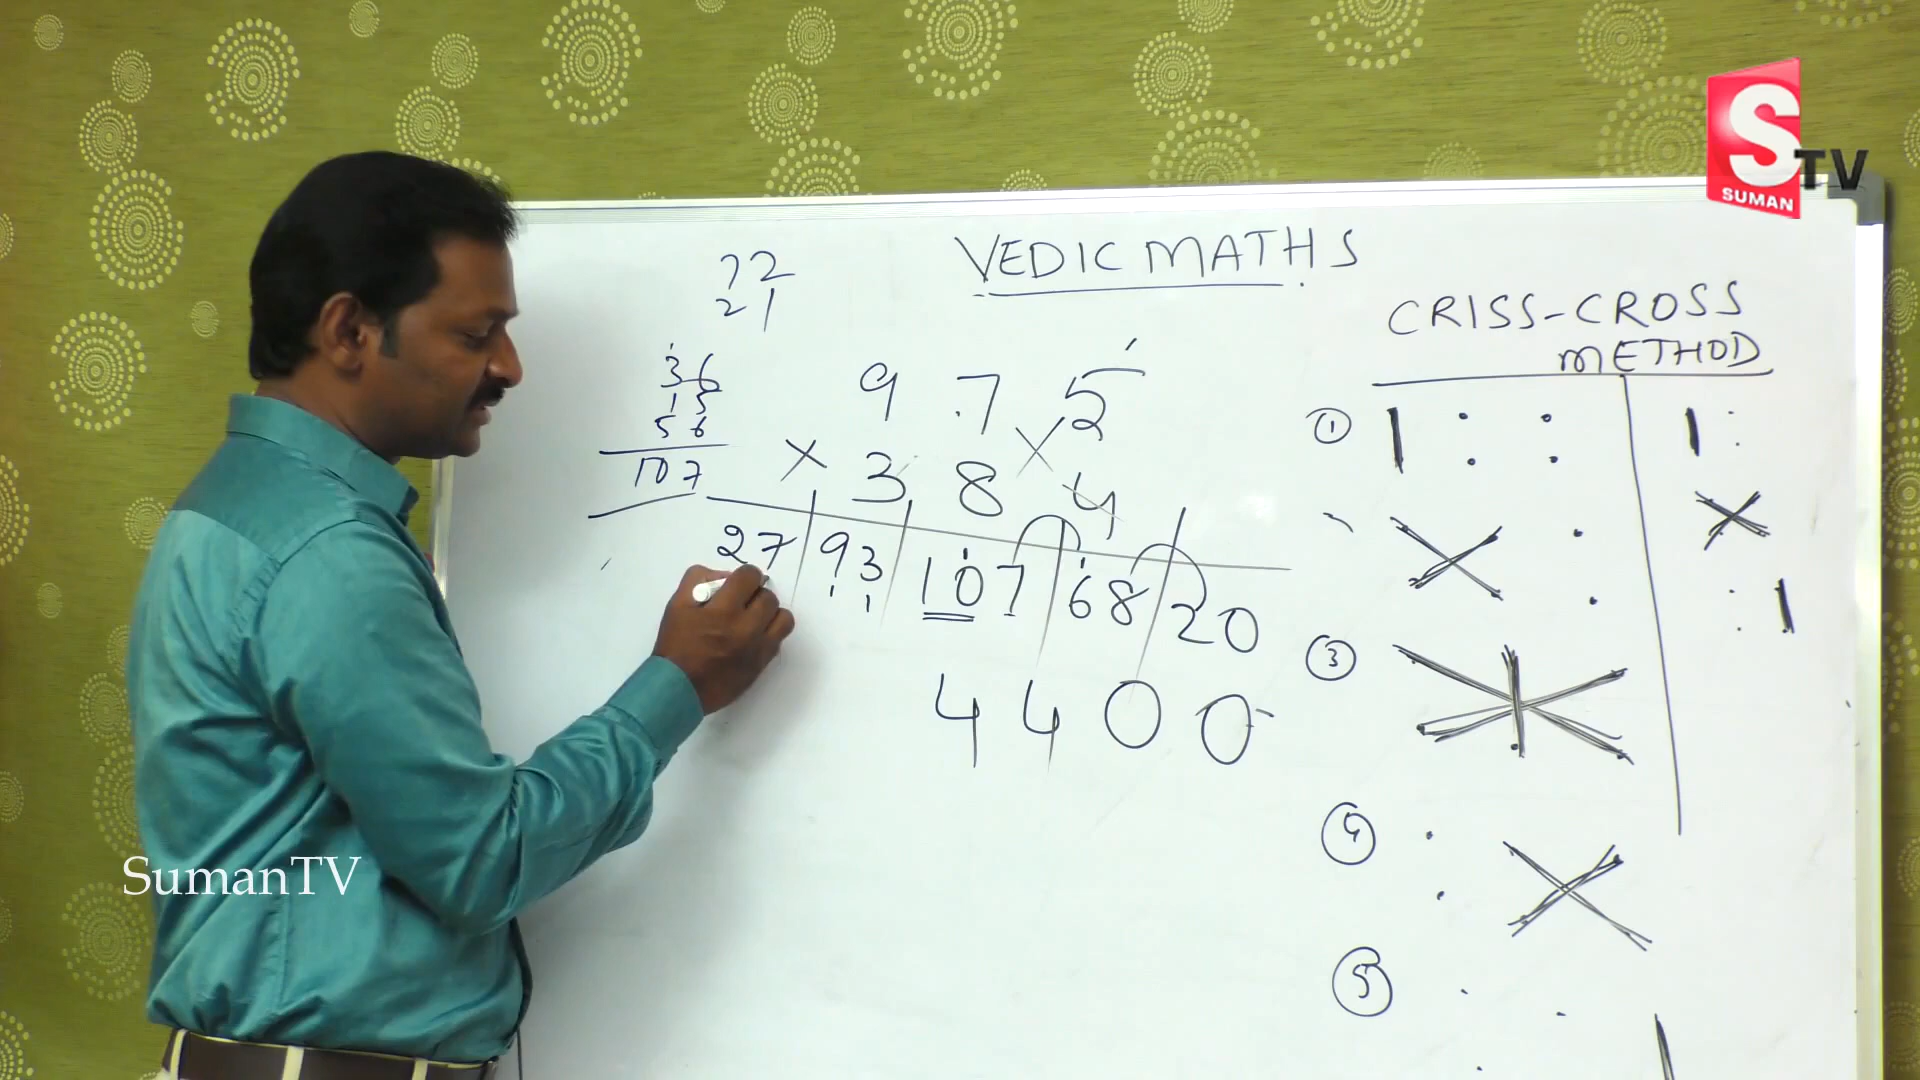 S TV
SUMAN
VEDIC MATHS
72
21
CRISS-CROSS
METHOD
36
15
56
107
9 7 5
× 3 8 4
27 93 107 68 20
4 4 0 0
1
3
4
5
SumanTV